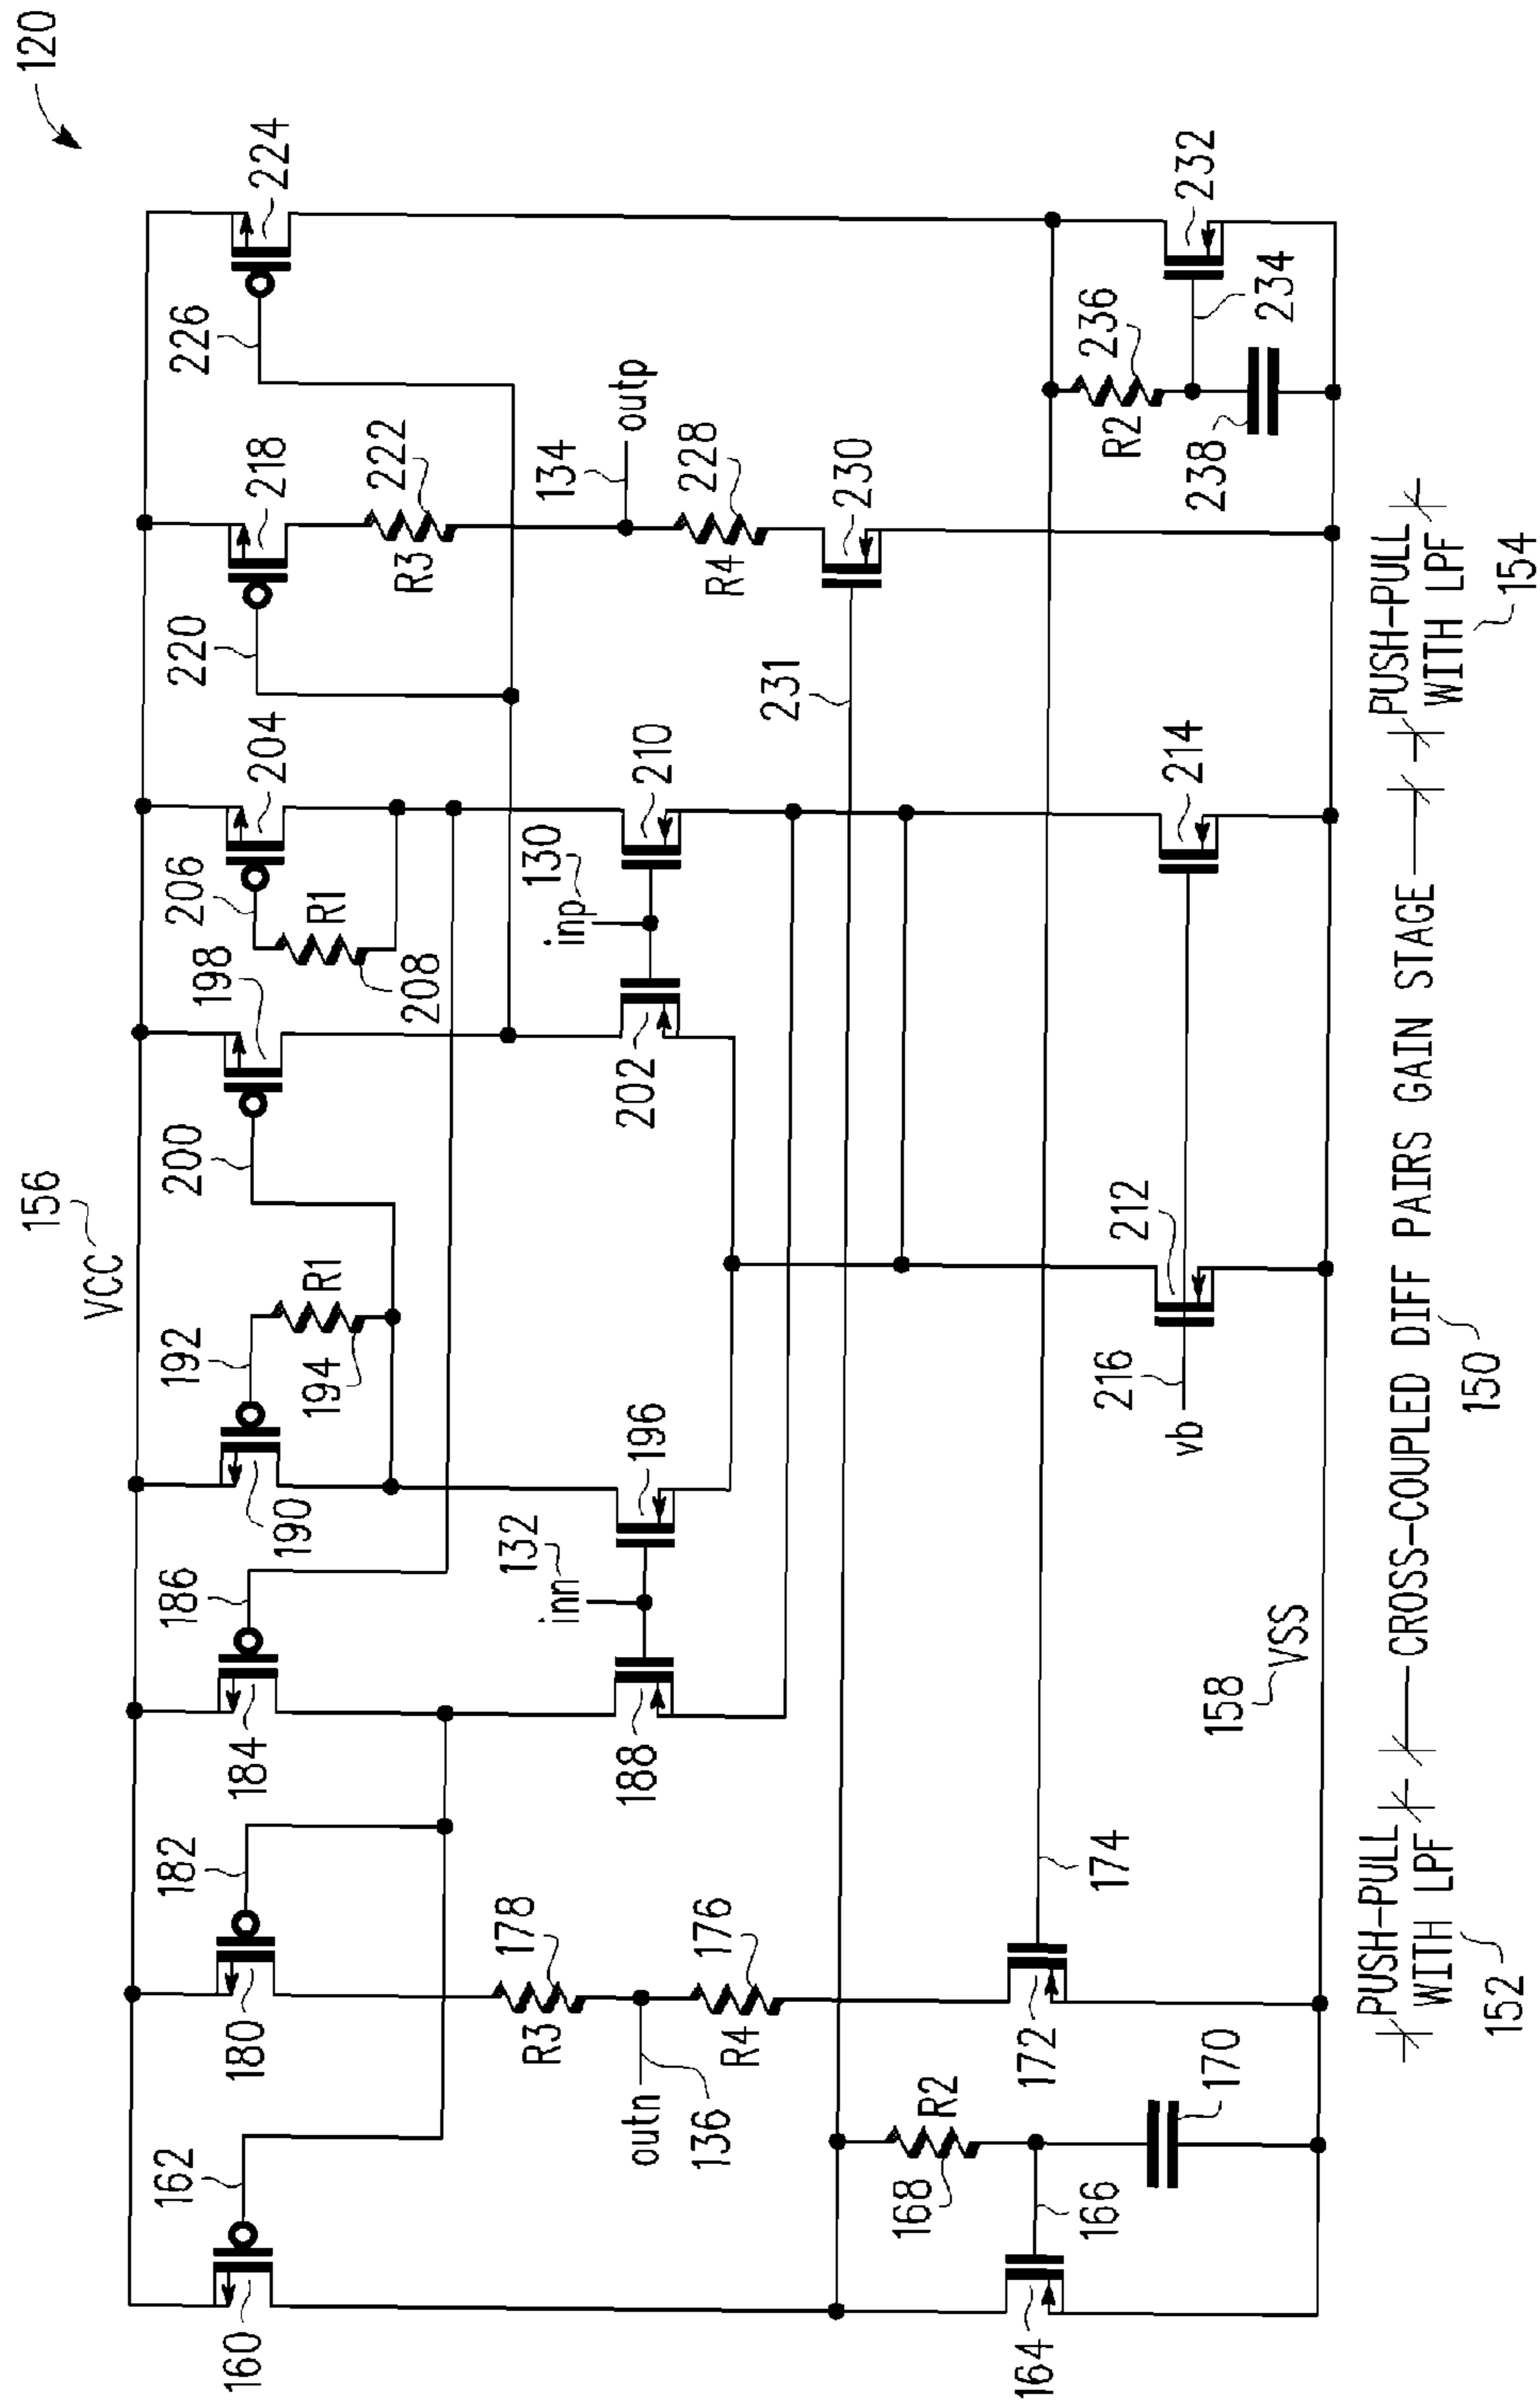 120
156
VCC
160
162
180
182
184
186
190
192
194
R1
198
200
204
206
R1
208
218
220
222
R3
224
226
outn
136
R3
178
R4
176
188
inn
132
196
202
inp
130
210
134
outp
R4
228
230
231
164
166
168
R2
170
172
174
158
VSS
vb
216
212
214
R2
236
238
232
234
PUSH-PULL
WITH LPF
152
CROSS-COUPLED DIFF PAIRS GAIN STAGE
150
PUSH-PULL
WITH LPF
154